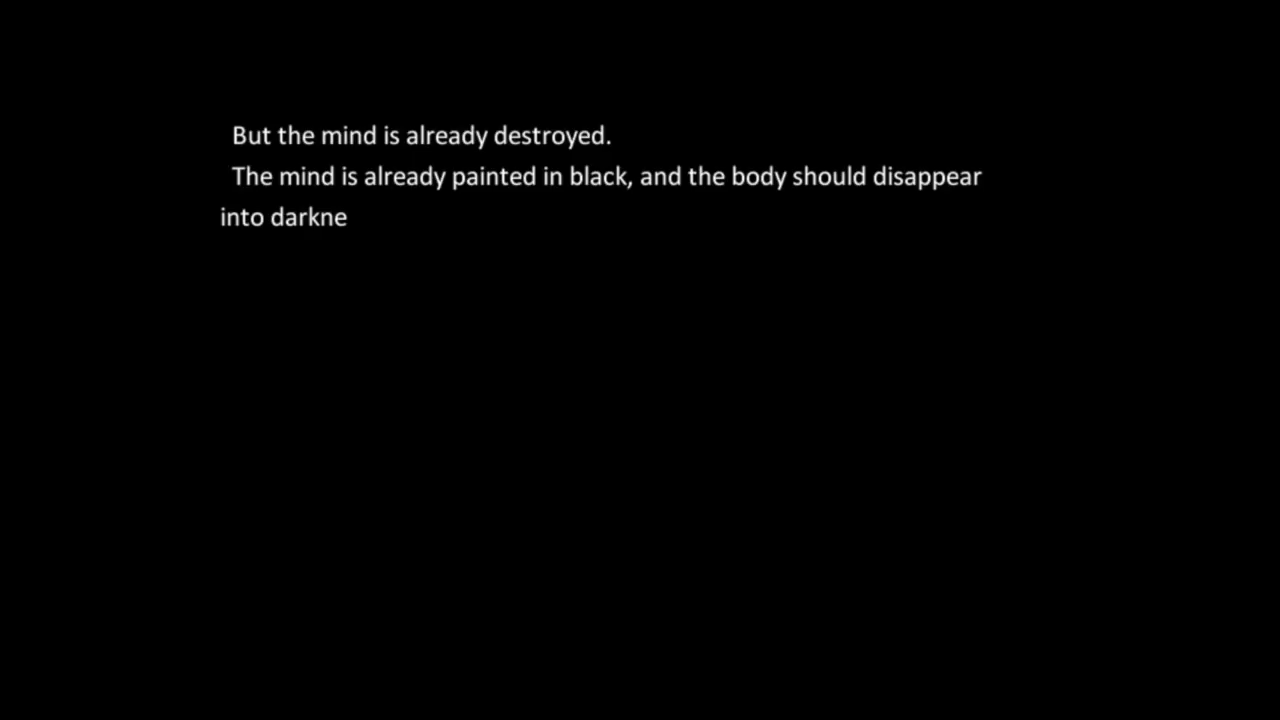 But the mind is already destroyed.
The mind is already painted in black, and the body should disappear
into darkne